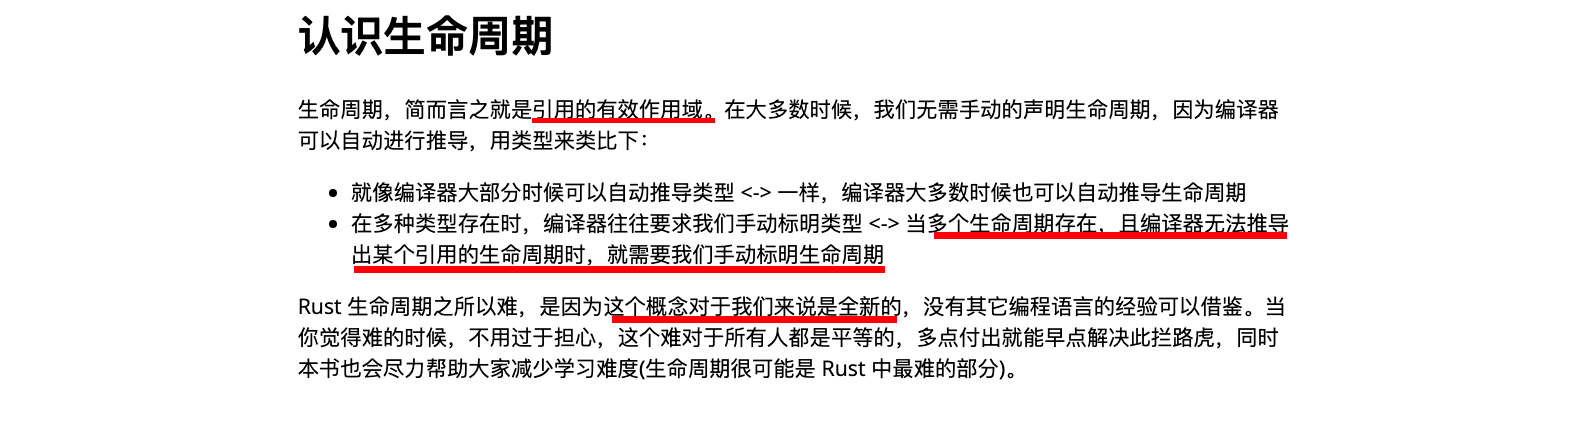 认识生命周期
生命周期，简而言之就是引用的有效作用域。在大多数时候，我们无需手动的声明生命周期，因为编译器
可以自动进行推导，用类型来类比下：
• 就像编译器大部分时候可以自动推导类型 <-> 一样，编译器大多数时候也可以自动推导生命周期
• 在多种类型存在时，编译器往往要求我们手动标明类型 <-> 当多个生命周期存在，且编译器无法推导
出某个引用的生命周期时，就需要我们手动标明生命周期
Rust 生命周期之所以难，是因为这个概念对于我们来说是全新的，没有其它编程语言的经验可以借鉴。当
你觉得难的时候，不用过于担心，这个难对于所有人都是平等的，多点付出就能早点解决此拦路虎，同时
本书也会尽力帮助大家减少学习难度(生命周期很可能是 Rust 中最难的部分)。